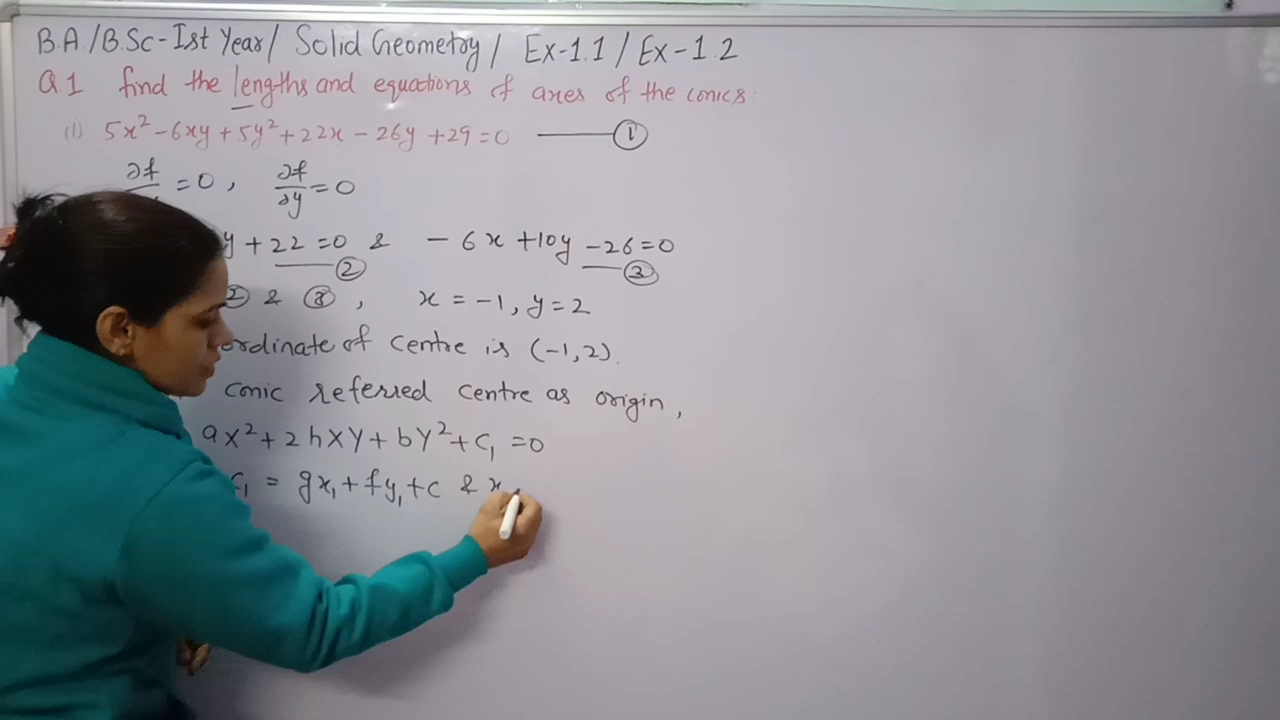 B.A./B.Sc-Ist Year/ Solid Geometry/ Ex-1.1 / Ex-1.2
Q.1 find the lengths and equations of axes of the conics:
(1) 5x² - 6xy + 5y² + 22x - 26y + 29 = 0 —— ①
∂f = 0, ∂f/∂y = 0
y + 22 = 0 & - 6x + 10y - 26 = 0
—② —③
② & ③, x = -1, y = 2
ordinate of centre is (-1,2).
conic referred centre as origin,
ax² + 2hxy + by² + c₁ = 0
c₁ = gx₁ + fy₁ + c & x